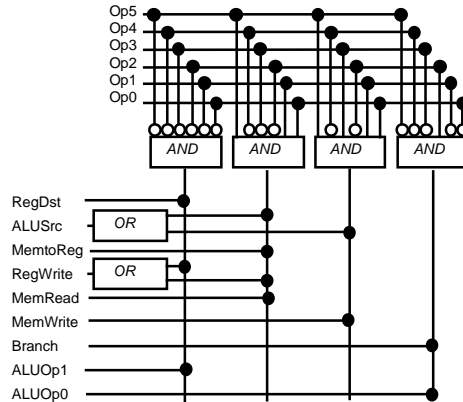 Op5
Op4
Op3
Op2
Op1
Op0
AND AND AND AND
RegDst
ALUSrc OR
MemtoReg
RegWrite OR
MemRead
MemWrite
Branch
ALUOp1
ALUOp0